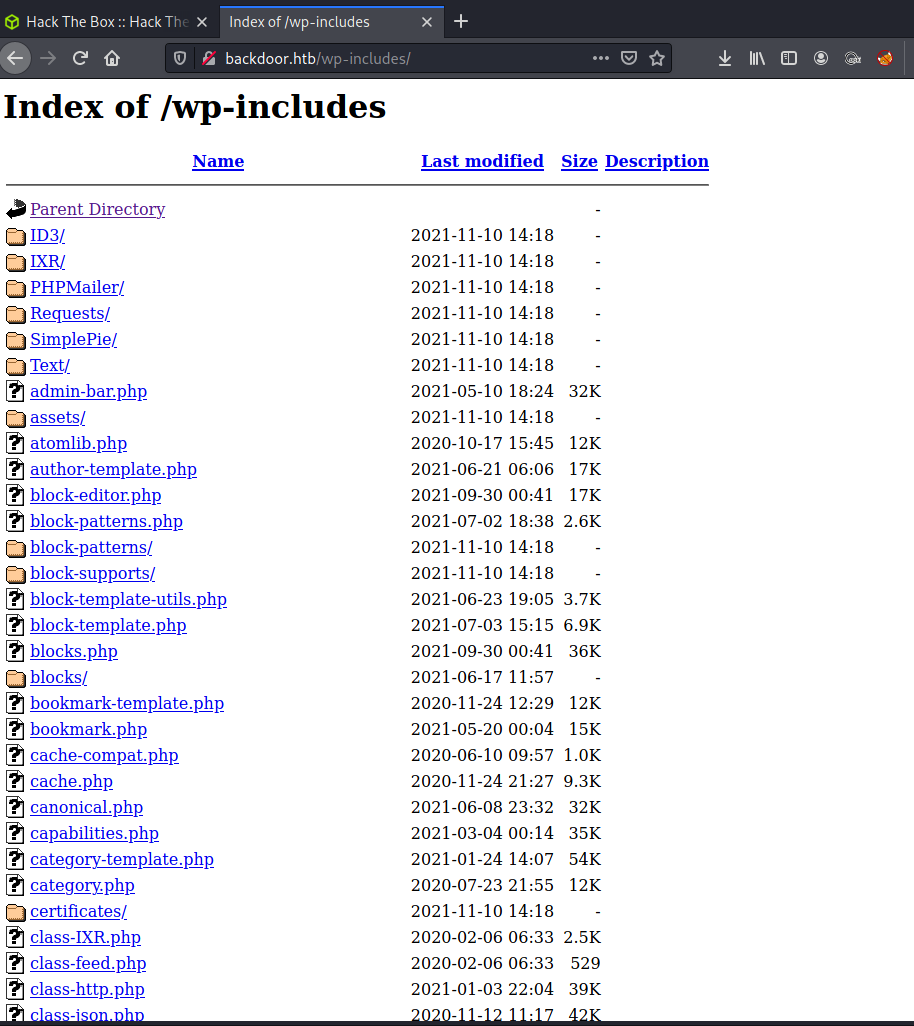 Hack The Box :: Hack The
Index of /wp-includes
backdoor.htb/wp-includes/
Index of /wp-includes
Name Last modified Size Description
Parent Directory -
ID3/ 2021-11-10 14:18 -
IXR/ 2021-11-10 14:18 -
PHPMailer/ 2021-11-10 14:18 -
Requests/ 2021-11-10 14:18 -
SimplePie/ 2021-11-10 14:18 -
Text/ 2021-11-10 14:18 -
admin-bar.php 2021-05-10 18:24 32K
assets/ 2021-11-10 14:18 -
atomlib.php 2020-10-17 15:45 12K
author-template.php 2021-06-21 06:06 17K
block-editor.php 2021-09-30 00:41 17K
block-patterns.php 2021-07-02 18:38 2.6K
block-patterns/ 2021-11-10 14:18 -
block-supports/ 2021-11-10 14:18 -
block-template-utils.php 2021-06-23 19:05 3.7K
block-template.php 2021-07-03 15:15 6.9K
blocks.php 2021-09-30 00:41 36K
blocks/ 2021-06-17 11:57 -
bookmark-template.php 2020-11-24 12:29 12K
bookmark.php 2021-05-20 00:04 15K
cache-compat.php 2020-06-10 09:57 1.0K
cache.php 2020-11-24 21:27 9.3K
canonical.php 2021-06-08 23:32 32K
capabilities.php 2021-03-04 00:14 35K
category-template.php 2021-01-24 14:07 54K
category.php 2020-07-23 21:55 12K
certificates/ 2021-11-10 14:18 -
class-IXR.php 2020-02-06 06:33 2.5K
class-feed.php 2020-02-06 06:33 529
class-http.php 2021-01-03 22:04 39K
class-json.php 2020-11-12 11:17 42K